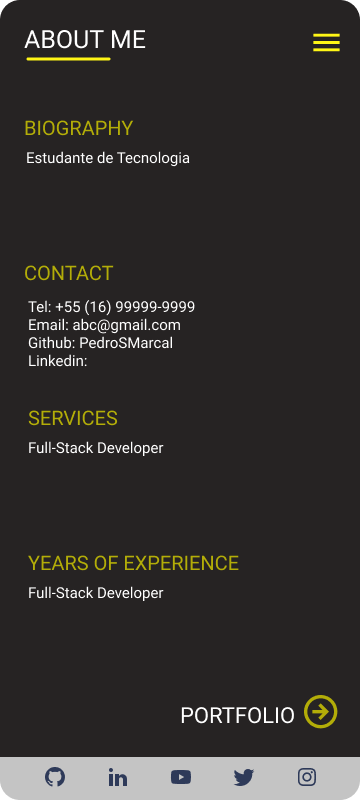 ABOUT ME
BIOGRAPHY
Estudante de Tecnologia
CONTACT
Tel: +55 (16) 99999-9999
Email: abc@gmail.com
Github: PedroSMarcal
Linkedin:
SERVICES
Full-Stack Developer
YEARS OF EXPERIENCE
Full-Stack Developer
PORTFOLIO